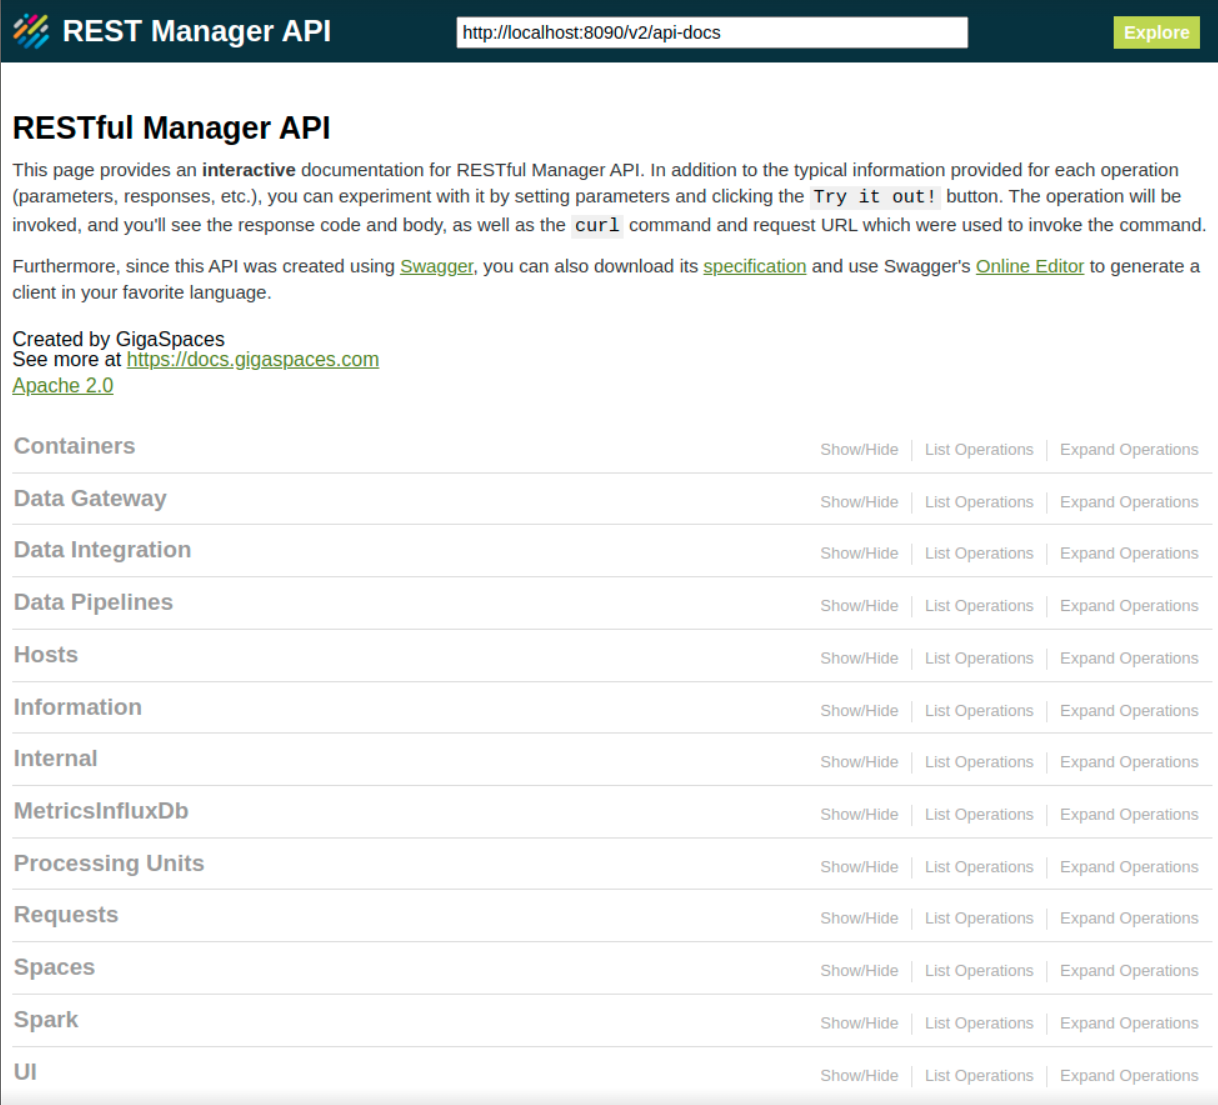 REST Manager API http://localhost:8090/v2/api-docs Explore
RESTful Manager API
This page provides an interactive documentation for RESTful Manager API. In addition to the typical information provided for each operation
(parameters, responses, etc.), you can experiment with it by setting parameters and clicking the Try it out! button. The operation will be
invoked, and you'll see the response code and body, as well as the curl command and request URL which were used to invoke the command.
Furthermore, since this API was created using Swagger, you can also download its specification and use Swagger's Online Editor to generate a
client in your favorite language.
Created by GigaSpaces
See more at https://docs.gigaspaces.com
Apache 2.0
Containers Show/Hide List Operations Expand Operations
Data Gateway Show/Hide List Operations Expand Operations
Data Integration Show/Hide List Operations Expand Operations
Data Pipelines Show/Hide List Operations Expand Operations
Hosts Show/Hide List Operations Expand Operations
Information Show/Hide List Operations Expand Operations
Internal Show/Hide List Operations Expand Operations
MetricsInfluxDb Show/Hide List Operations Expand Operations
Processing Units Show/Hide List Operations Expand Operations
Requests Show/Hide List Operations Expand Operations
Spaces Show/Hide List Operations Expand Operations
Spark Show/Hide List Operations Expand Operations
UI Show/Hide List Operations Expand Operations